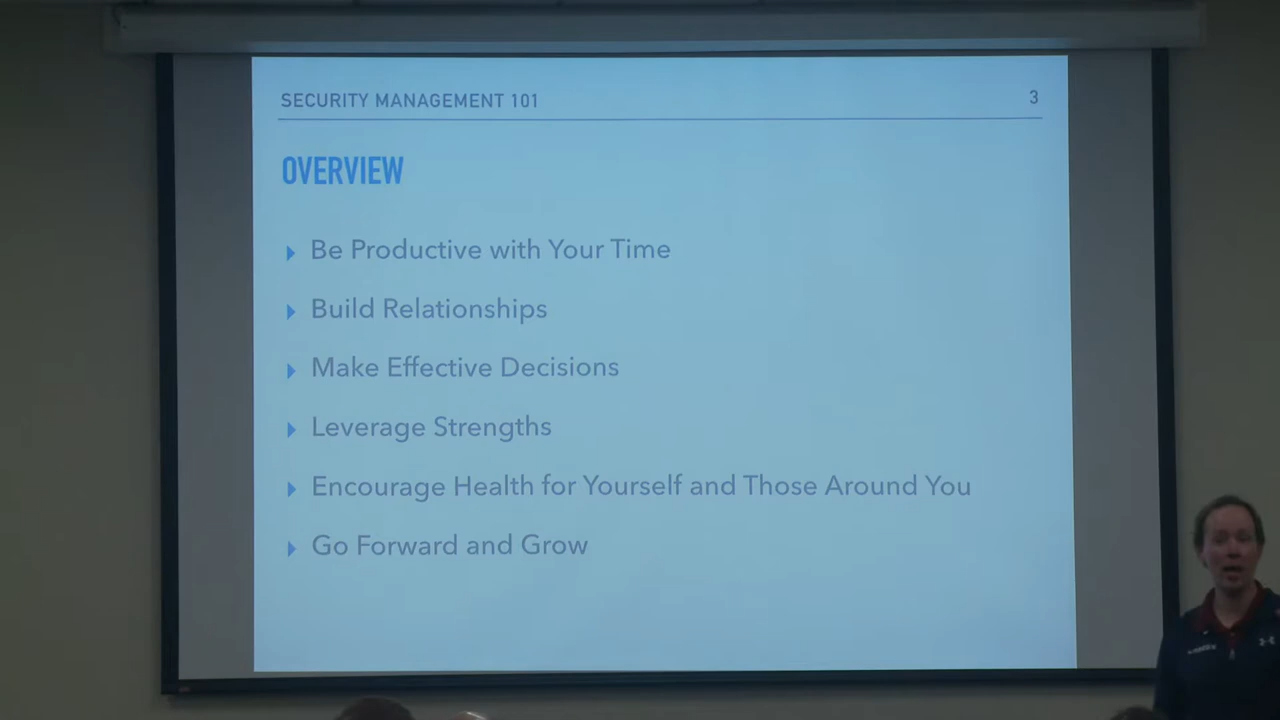 SECURITY MANAGEMENT 101
3
OVERVIEW
Be Productive with Your Time
Build Relationships
Make Effective Decisions
Leverage Strengths
Encourage Health for Yourself and Those Around You
Go Forward and Grow